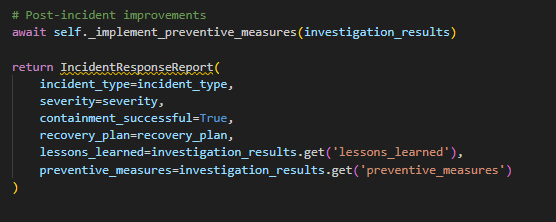 # Post-incident improvements
await self._implement_preventive_measures(investigation_results)
return IncidentResponseReport(
incident_type=incident_type,
severity=severity,
containment_successful=True,
recovery_plan=recovery_plan,
lessons_learned=investigation_results.get('lessons_learned'),
preventive_measures=investigation_results.get('preventive_measures')
)